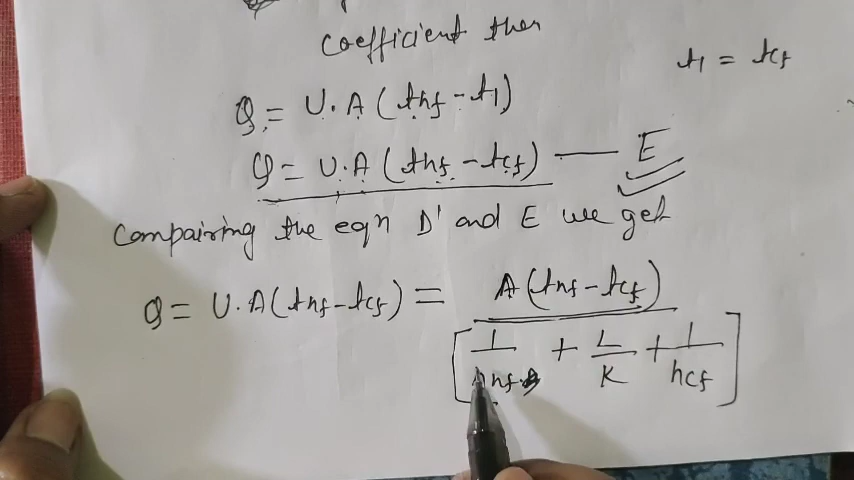 coefficient then
t1 = tcf
Q = U.A (thf - t1)
Q = U.A (thf - tcf) — E
Compairing the eqn D' and E we get
Q = U.A (thf - tcf) = A (thf - tcf)
[ 1/hhf + L/K + 1/hcf ]